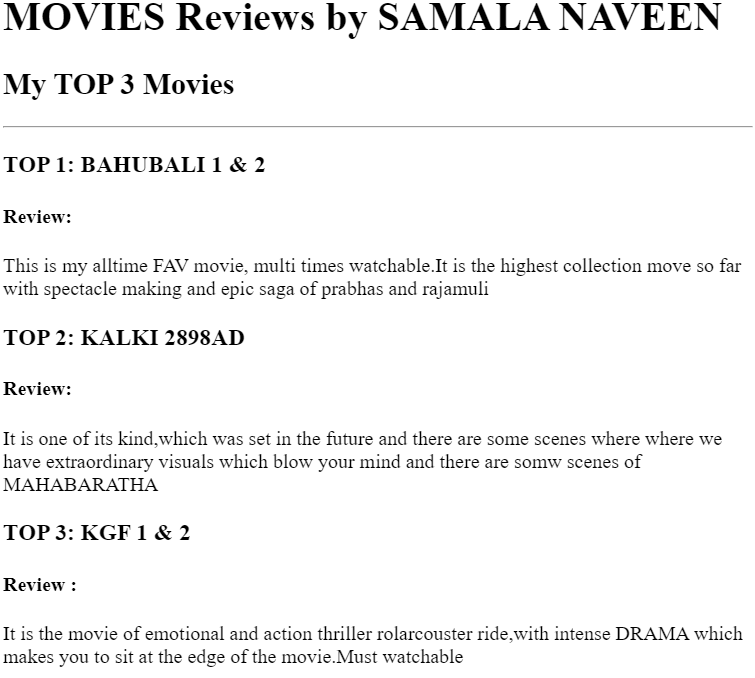 MOVIES Reviews by SAMALA NAVEEN
My TOP 3 Movies
TOP 1: BAHUBALI 1 & 2
Review:
This is my alltime FAV movie, multi times watchable.It is the highest collection move so far
with spectacle making and epic saga of prabhas and rajamuli
TOP 2: KALKI 2898AD
Review:
It is one of its kind,which was set in the future and there are some scenes where where we
have extraordinary visuals which blow your mind and there are somw scenes of
MAHABARATHA
TOP 3: KGF 1 & 2
Review :
It is the movie of emotional and action thriller rolarcouster ride,with intense DRAMA which
makes you to sit at the edge of the movie.Must watchable